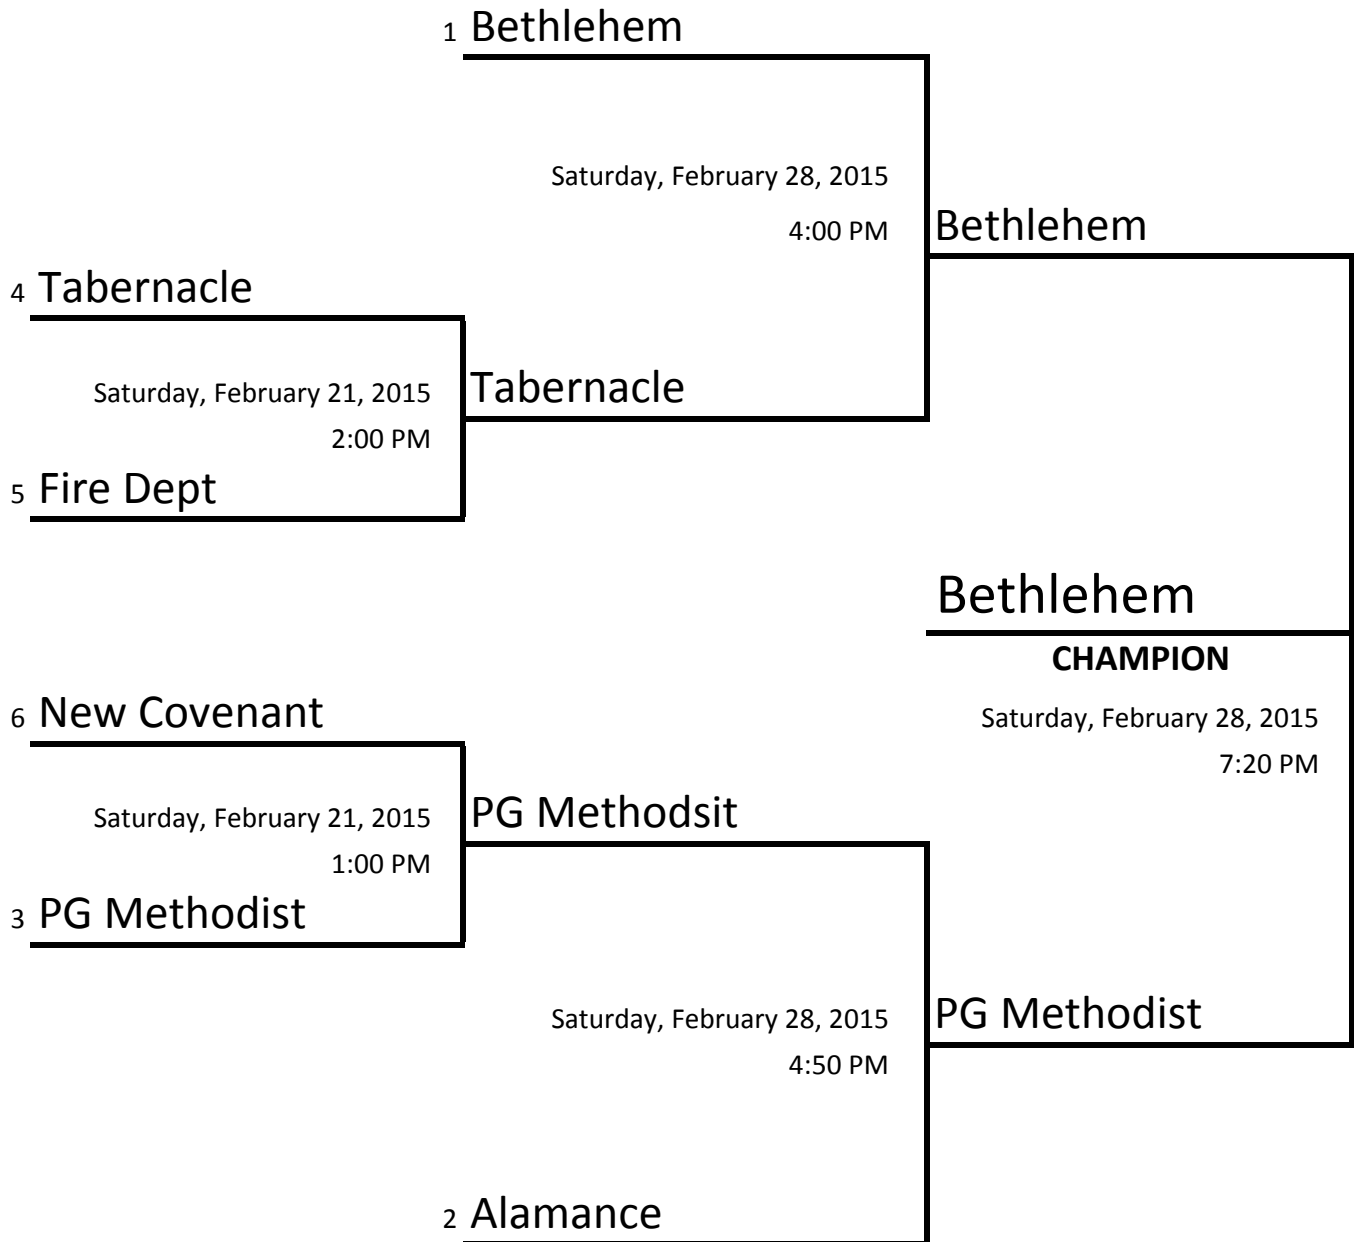 1 Bethlehem
Saturday, February 28, 2015
4:00 PM
Bethlehem
4 Tabernacle
Saturday, February 21, 2015
2:00 PM
Tabernacle
5 Fire Dept
Bethlehem
CHAMPION
Saturday, February 28, 2015
7:20 PM
6 New Covenant
Saturday, February 21, 2015
1:00 PM
PG Methodsit
3 PG Methodist
Saturday, February 28, 2015
4:50 PM
PG Methodist
2 Alamance